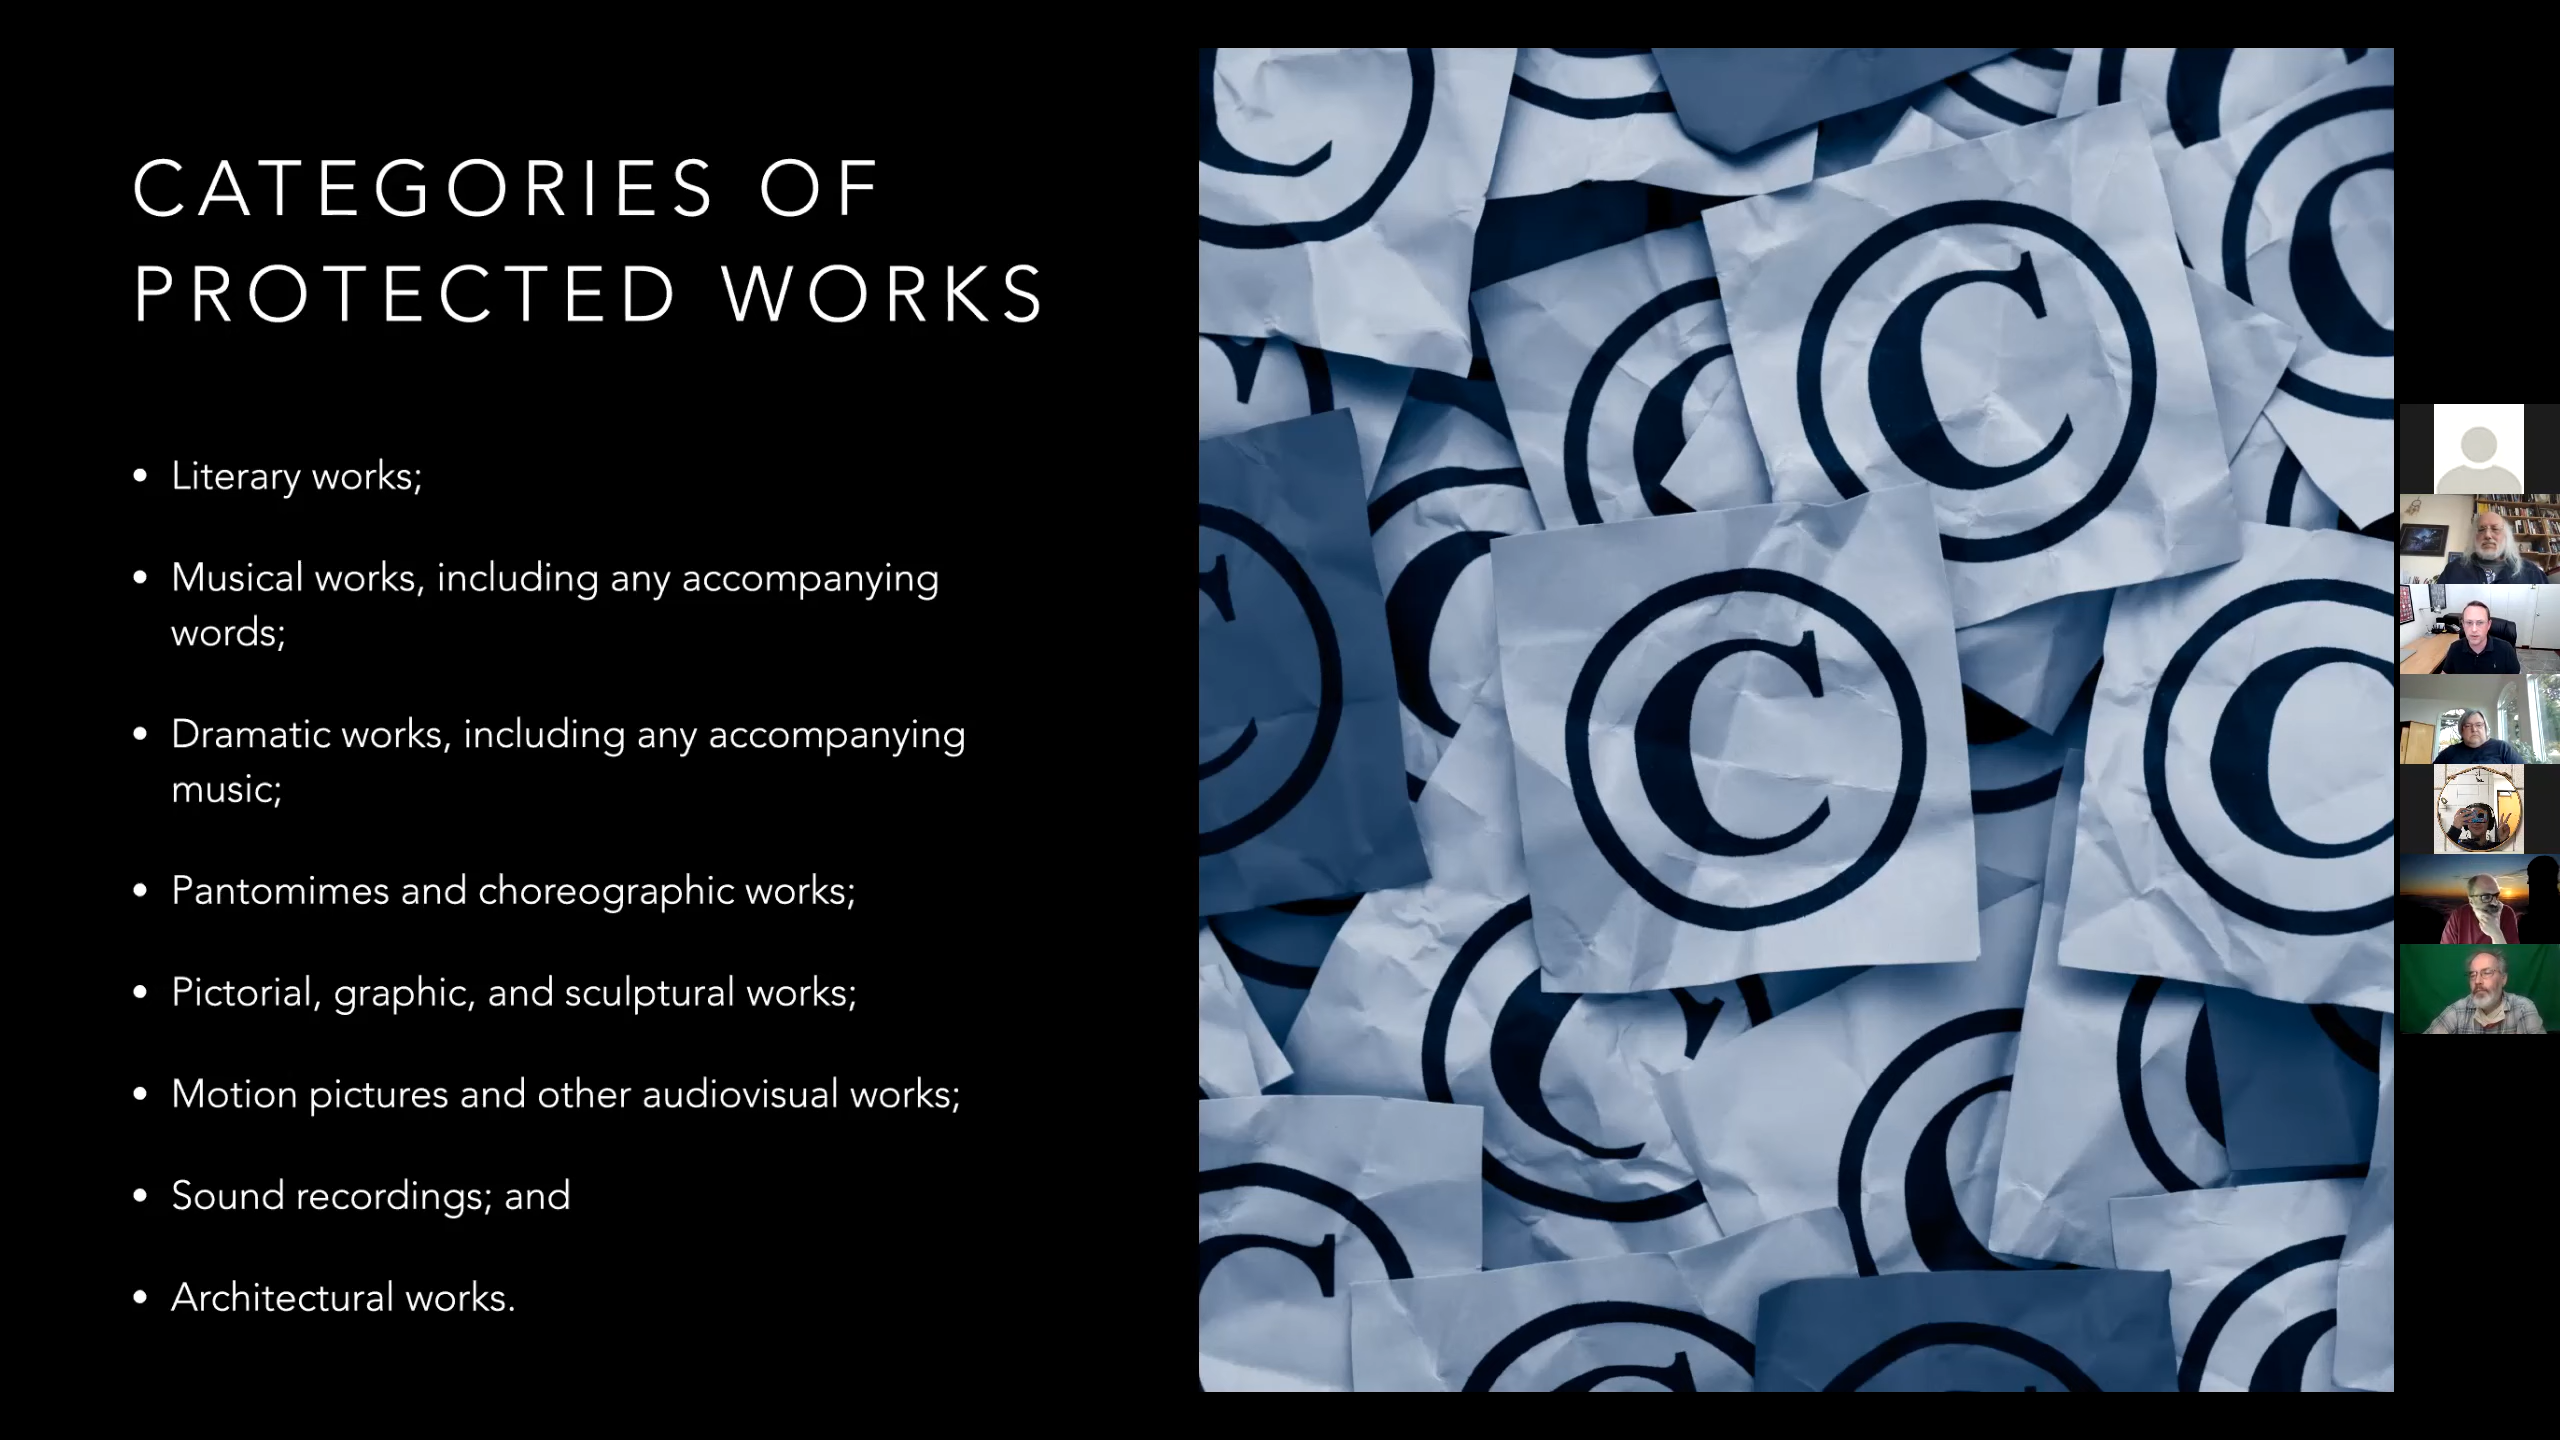 CATEGORIES OF
PROTECTED WORKS
• Literary works;
• Musical works, including any accompanying
words;
• Dramatic works, including any accompanying
music;
• Pantomimes and choreographic works;
• Pictorial, graphic, and sculptural works;
• Motion pictures and other audiovisual works;
• Sound recordings; and
• Architectural works.